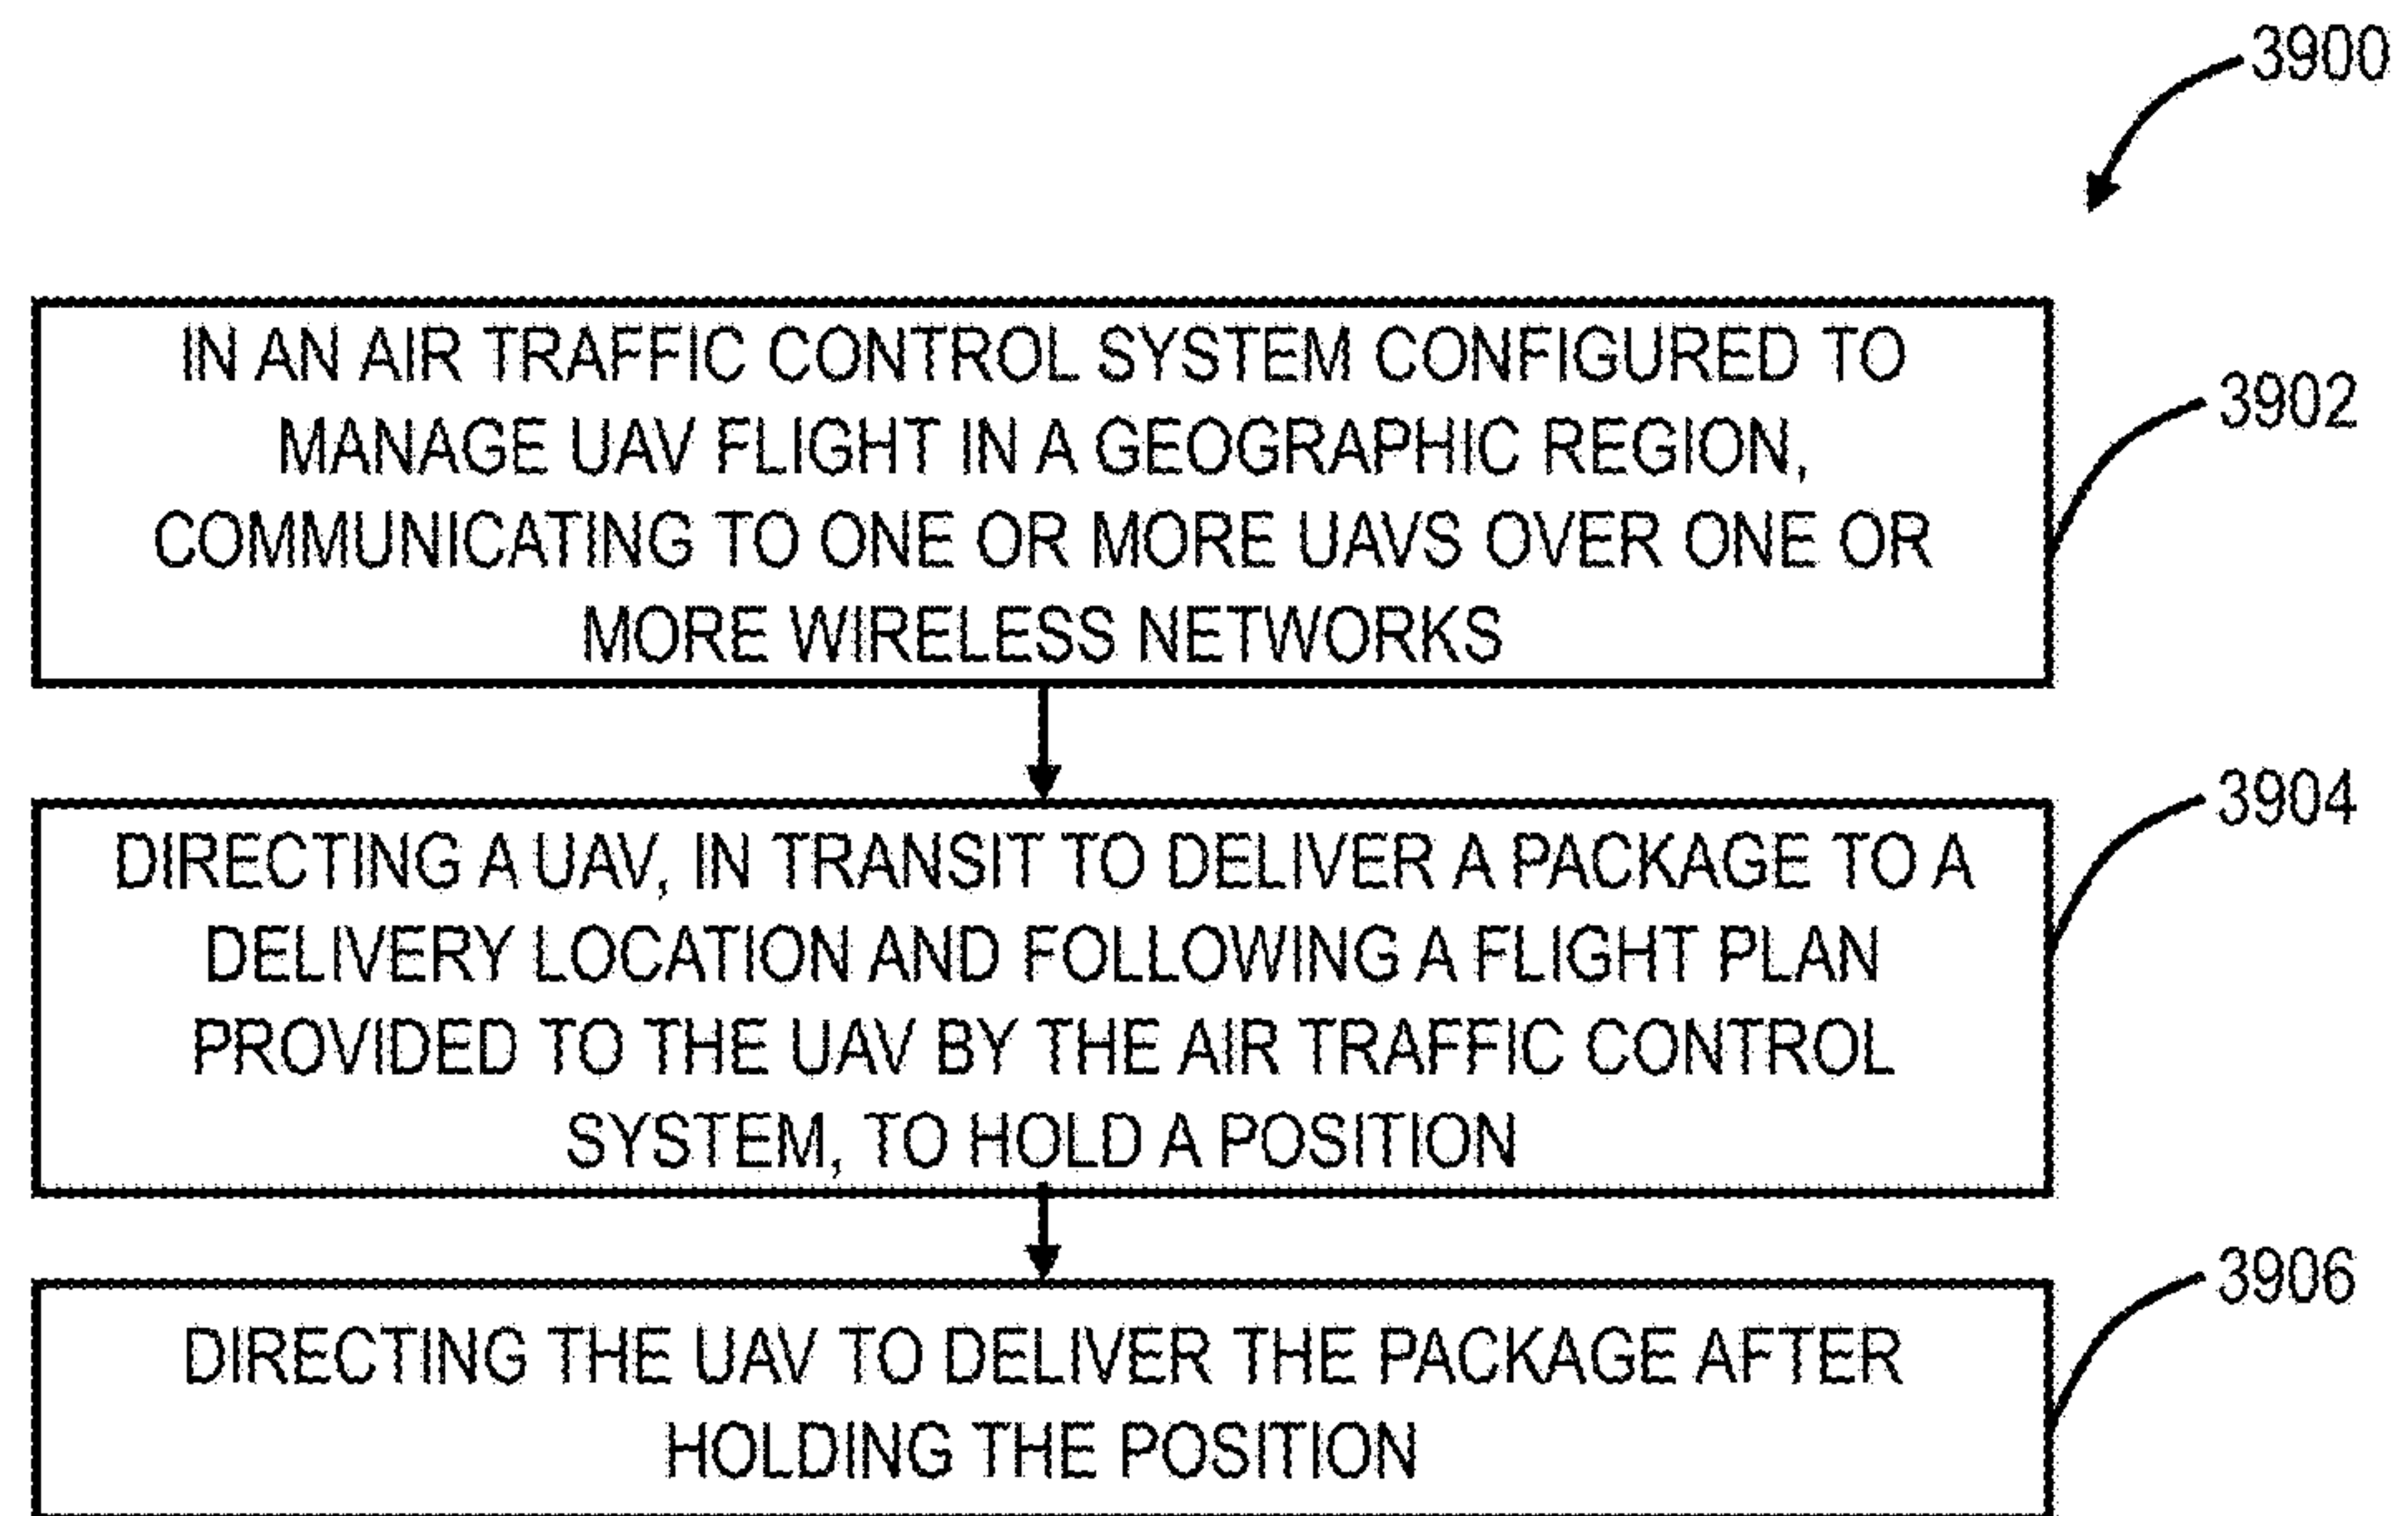 3900
IN AN AIR TRAFFIC CONTROL SYSTEM CONFIGURED TO
MANAGE UAV FLIGHT IN A GEOGRAPHIC REGION,
3902
COMMUNICATING TO ONE OR MORE UAVS OVER ONE OR
MORE WIRELESS NETWORKS
3904
DIRECTING A UAV, IN TRANSIT TO DELIVER A PACKAGE TO A
DELIVERY LOCATION AND FOLLOWING A FLIGHT PLAN
PROVIDED TO THE UAV BY THE AIR TRAFFIC CONTROL
SYSTEM, TO HOLD A POSITION
3906
DIRECTING THE UAV TO DELIVER THE PACKAGE AFTER
HOLDING THE POSITION